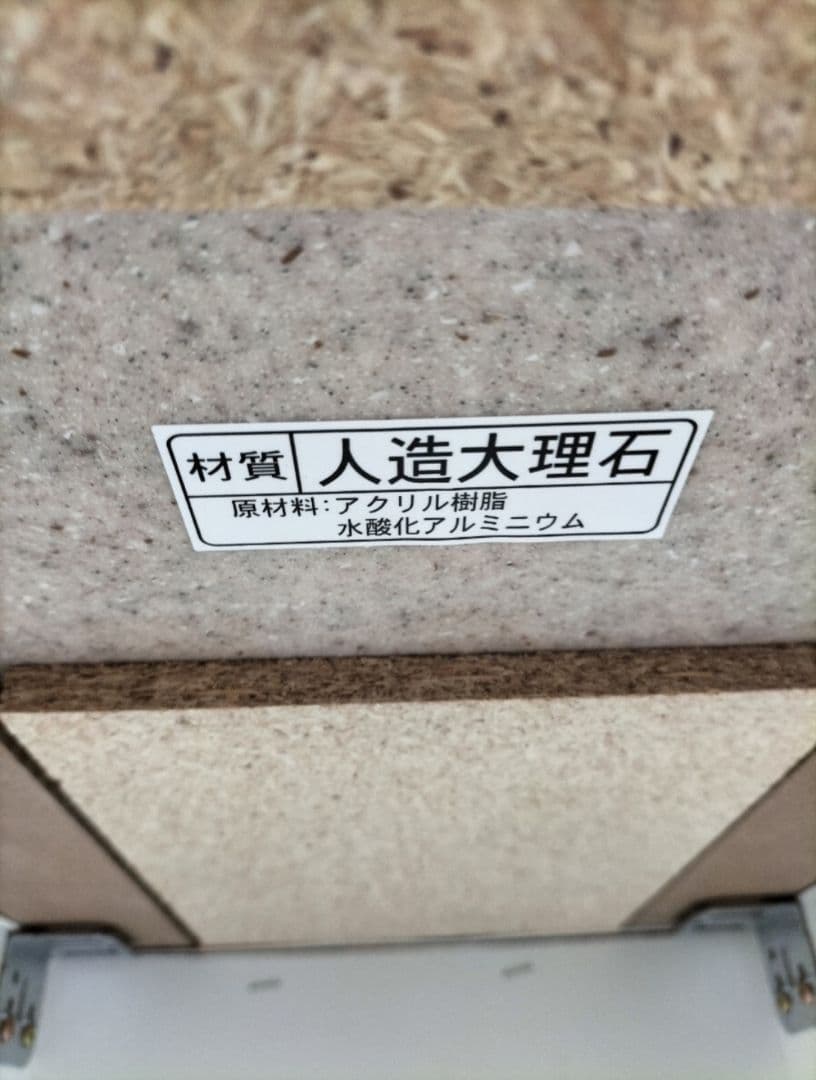 材質 人造大理石
原材料:アクリル樹脂
水酸化アルミニウム